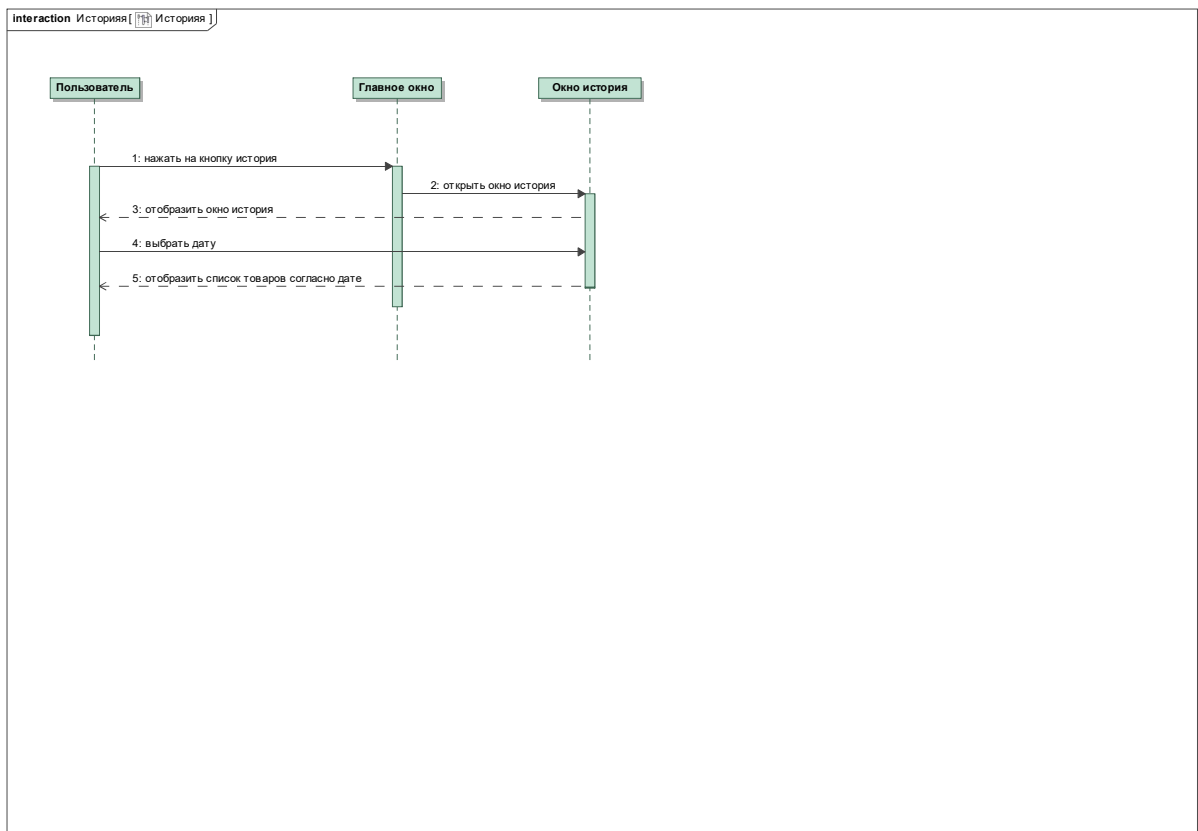 interaction Историяя[ Историяя ]
Пользователь
Главное окно
Окно история
1: нажать на кнопку история
2: открыть окно история
3: отобразить окно история
4: выбрать дату
5: отобразить список товаров согласно дате